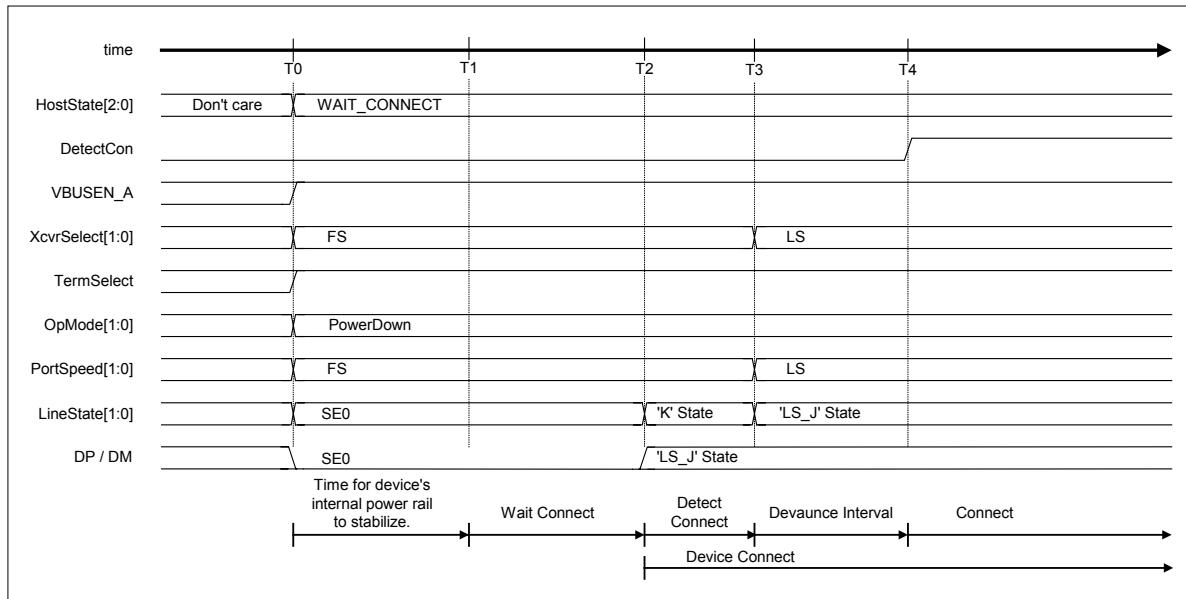 time
T0
T1
T2
T3
T4
HostState[2:0]
Don't care
WAIT_CONNECT
DetectCon
VBUSEN_A
XcvrSelect[1:0]
FS
LS
TermSelect
OpMode[1:0]
PowerDown
PortSpeed[1:0]
FS
LS
LineState[1:0]
SE0
'K' State
'LS_J' State
DP / DM
SE0
'LS_J' State
Time for device's
internal power rail
to stabilize.
Wait Connect
Detect
Connect
Devaunce Interval
Connect
Device Connect